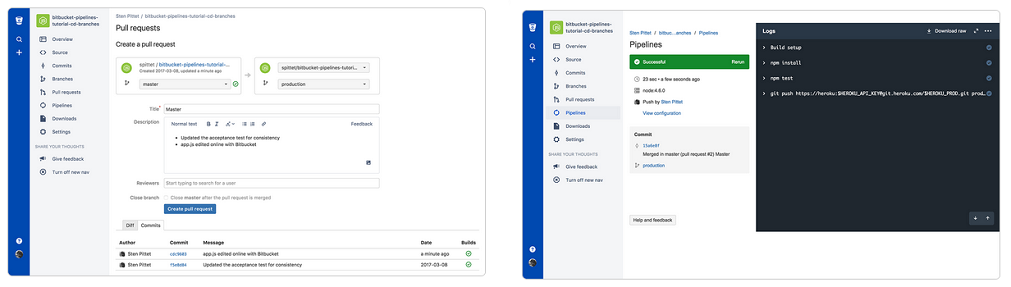 bitbucket-pipelines-
tutorial-cd-branches
Overview
Source
Commits
Branches
Pull requests
Pipelines
Downloads
Settings
SHARE YOUR THOUGHTS
Give feedback
Turn off new nav
Sten Pittet / bitbucket-pipelines-tutorial-cd-branches
Pull requests
Create a pull request
spittet / bitbucket-pipelines-tutorial-...
Created 2017-03-08, updated a minute ago
master
spittet/bitbucket-pipelines-tutori...
production
Title* Master
Description Normal text B I Feedback
Updated the acceptance test for consistency
app.js edited online with Bitbucket
Reviewers Start typing to search for a user
Close branch Close master after the pull request is merged
Create pull request
Diff Commits
Author Commit Message Date Builds
Sten Pittet app.js edited online with Bitbucket a minute ago
Sten Pittet Updated the acceptance test for consistency 2017-03-08
bitbucket-pipelines-
tutorial-cd-branches
Overview
Source
Commits
Branches
Pull requests
Pipelines
Downloads
Settings
SHARE YOUR THOUGHTS
Give feedback
Turn off new nav
Sten Pittet / bitbuc...anches / Pipelines
Pipelines
Successful Rerun
23 sec • a few seconds ago
node:4.6.0
Push by Sten Pittet
View configuration
Commit
Merged in master (pull request #2) Master
production
Help and feedback
Logs Download raw
Build setup
npm install
npm test
git push https://heroku:$HEROKU_API_KEY@git.heroku.com/$HEROKU_PROD.git prod...